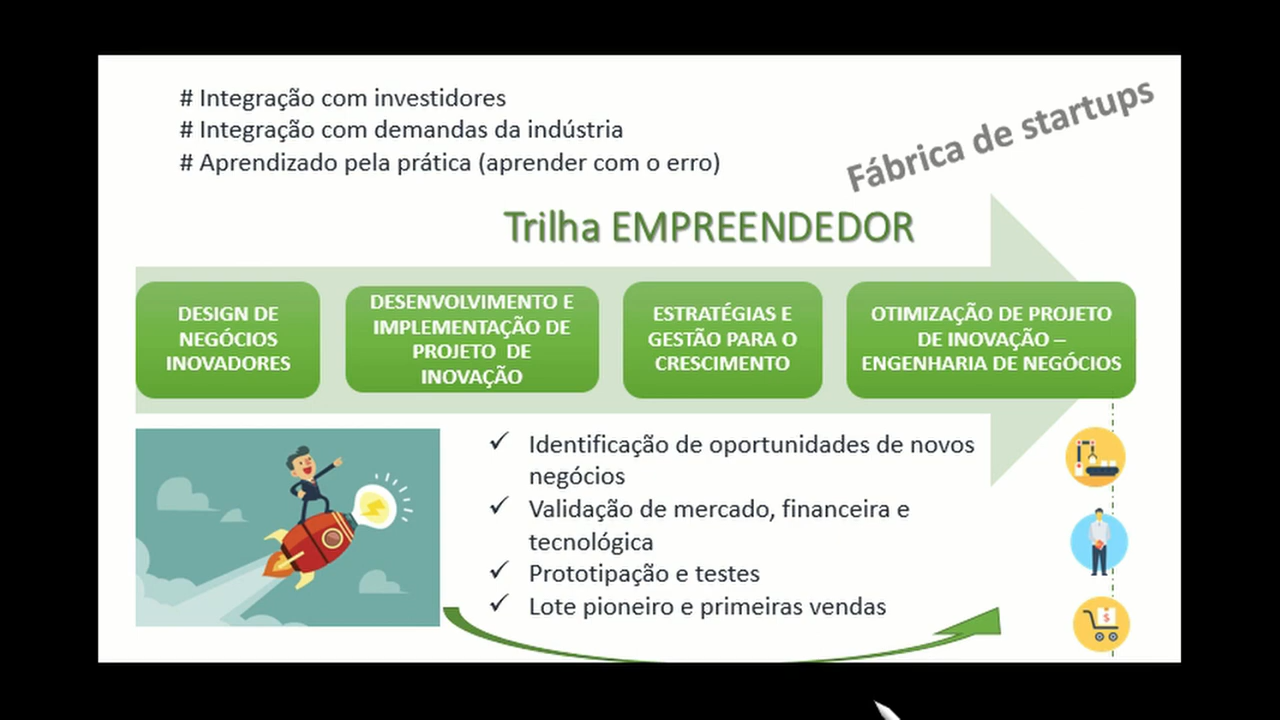 # Integração com investidores
# Integração com demandas da indústria
# Aprendizado pela prática (aprender com o erro)
Fábrica de startups
Trilha EMPREENDEDOR
DESIGN DE
NEGÓCIOS
INOVADORES
DESENVOLVIMENTO E
IMPLEMENTAÇÃO DE
PROJETO DE
INOVAÇÃO
ESTRATÉGIAS E
GESTÃO PARA O
CRESCIMENTO
OTIMIZAÇÃO DE PROJETO
DE INOVAÇÃO –
ENGENHARIA DE NEGÓCIOS
✓ Identificação de oportunidades de novos
negócios
✓ Validação de mercado, financeira e
tecnológica
✓ Prototipação e testes
✓ Lote pioneiro e primeiras vendas
$